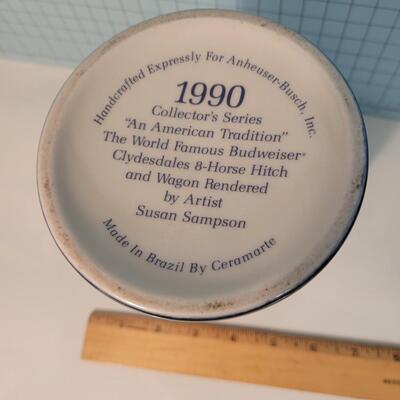 Handcrafted Expressly For Anheuser-Busch, Inc.
1990
Collector's Series
"An American Tradition"
The World Famous Budweiser®
Clydesdales 8-Horse Hitch
and Wagon Rendered
by Artist
Susan Sampson
Made In Brazil By Ceramarte